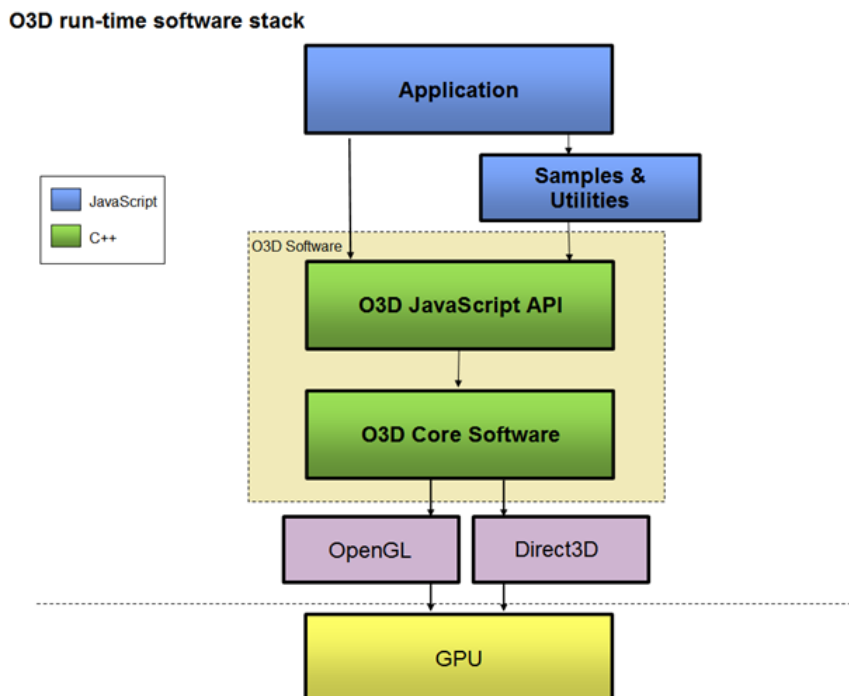 O3D run-time software stack
Application
Samples &
Utilities
JavaScript
C++
O3D Software
O3D JavaScript API
O3D Core Software
OpenGL
Direct3D
GPU